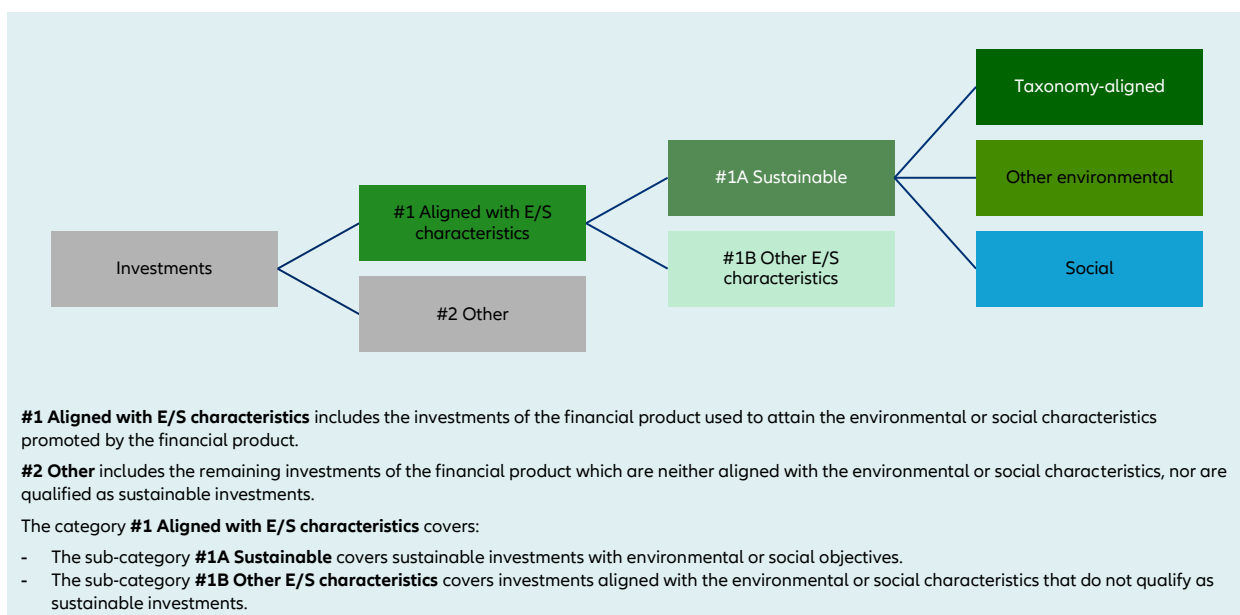 Taxonomy-aligned
#1A Sustainable
Other environmental
#1 Aligned with E/S
characteristics
Investments
#1B Other E/S
characteristics
Social
#2 Other
#1 Aligned with E/S characteristics includes the investments of the financial product used to attain the environmental or social characteristics
promoted by the financial product.
#2 Other includes the remaining investments of the financial product which are neither aligned with the environmental or social characteristics, nor are
qualified as sustainable investments.
The category #1 Aligned with E/S characteristics covers:
- The sub-category #1A Sustainable covers sustainable investments with environmental or social objectives.
- The sub-category #1B Other E/S characteristics covers investments aligned with the environmental or social characteristics that do not qualify as
sustainable investments.